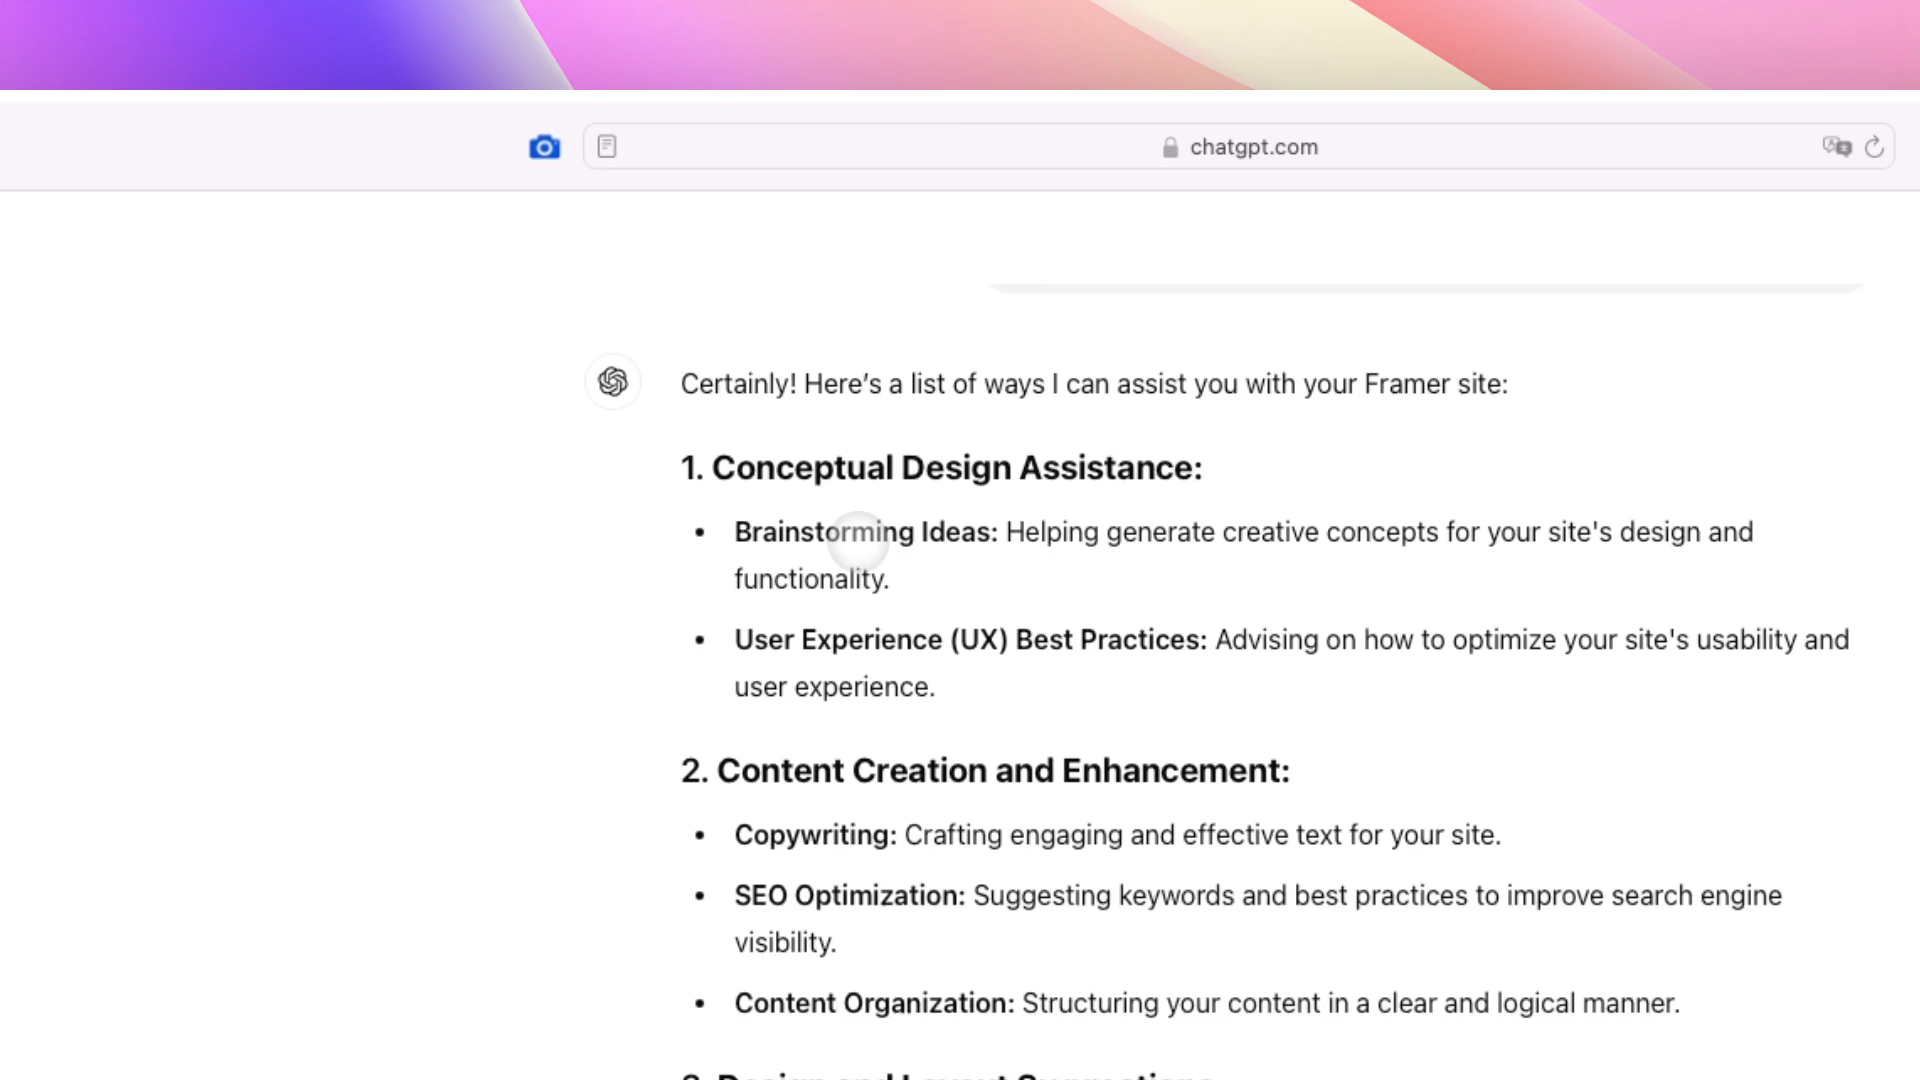 chatgpt.com
Certainly! Here’s a list of ways I can assist you with your Framer site:
1. Conceptual Design Assistance:
• Brainstorming Ideas: Helping generate creative concepts for your site's design and
functionality.
• User Experience (UX) Best Practices: Advising on how to optimize your site's usability and
user experience.
2. Content Creation and Enhancement:
• Copywriting: Crafting engaging and effective text for your site.
• SEO Optimization: Suggesting keywords and best practices to improve search engine
visibility.
• Content Organization: Structuring your content in a clear and logical manner.
Design and Layout Suggestions